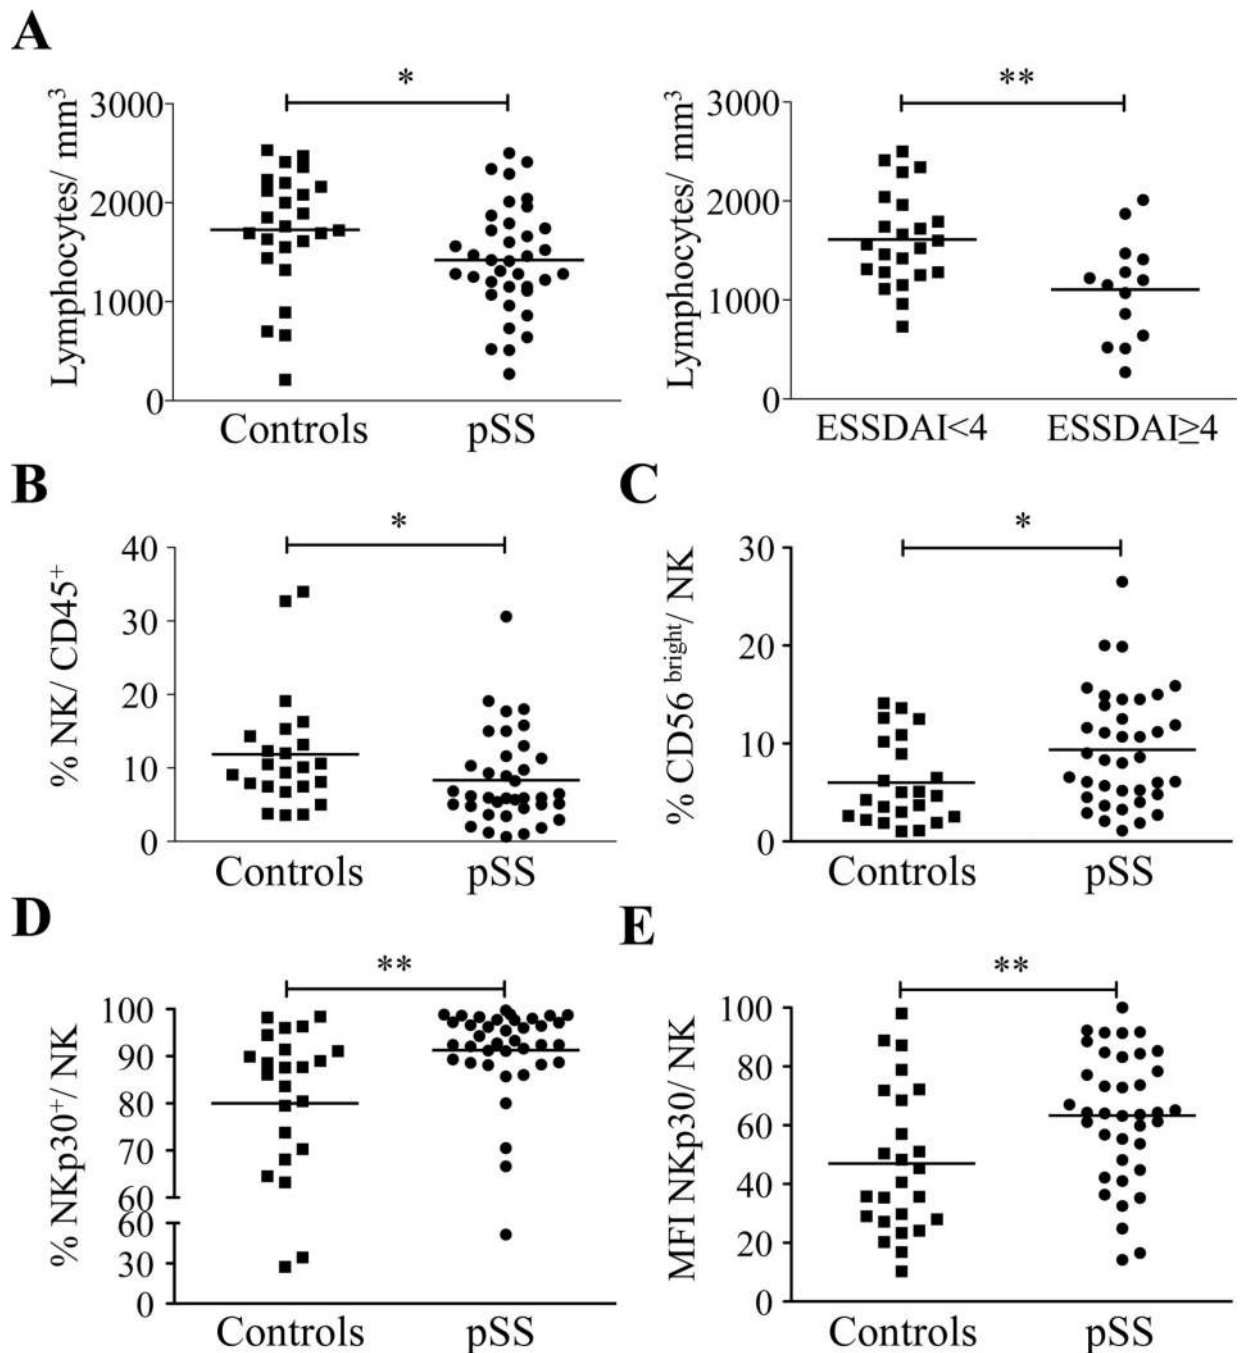 A
Lymphocytes/ mm³
3000
2000
1000
0
*
Controls
pSS
Lymphocytes/ mm³
3000
2000
1000
0
**
ESSDAI<4
ESSDAI≥4
B
% NK/ CD45⁺
40
30
20
10
0
*
Controls
pSS
C
% CD56 bright/ NK
30
20
10
0
*
Controls
pSS
D
% NKp30⁺/ NK
100
90
80
70
60
60
30
0
**
Controls
pSS
E
MFI NKp30/ NK
100
80
60
40
20
0
**
Controls
pSS